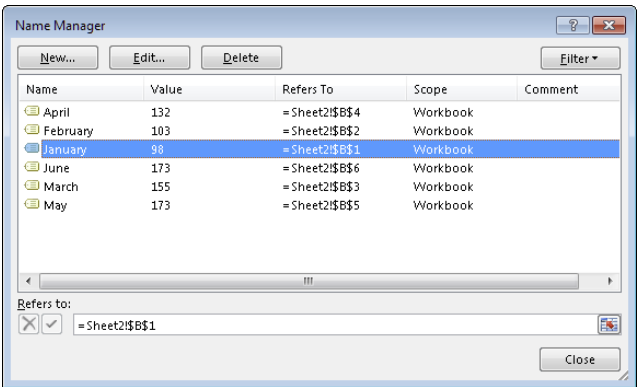 Name Manager
New... Edit... Delete Filter
Name Value Refers To Scope Comment
April 132 =Sheet2!$B$4 Workbook
February 103 =Sheet2!$B$2 Workbook
January 98 =Sheet2!$B$1 Workbook
June 173 =Sheet2!$B$6 Workbook
March 155 =Sheet2!$B$3 Workbook
May 173 =Sheet2!$B$5 Workbook
Refers to:
=Sheet2!$B$1
Close